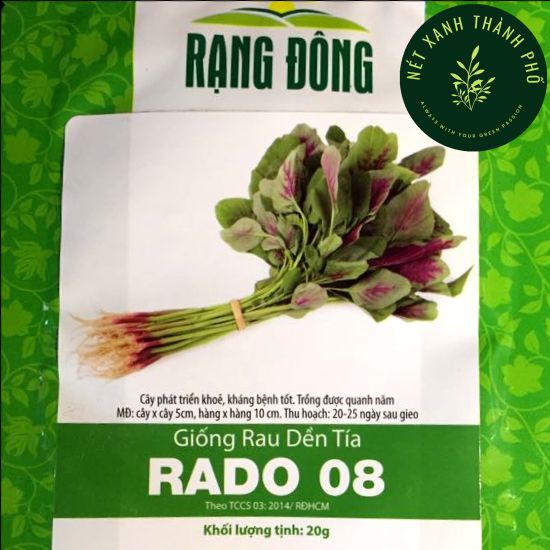 RẠNG ĐÔNG
NÉT XANH THÀNH PHỐ
ALWAYS WITH YOUR GREEN PASSION
Cây phát triển khoẻ, kháng bệnh tốt. Trồng được quanh năm
MĐ: cây x cây 5cm, hàng x hàng 10 cm. Thu hoạch: 20-25 ngày sau gieo
Giống Rau Dền Tía
RADO 08
Theo TCCS 03: 2014/ RĐHCM
Khối lượng tịnh: 20g